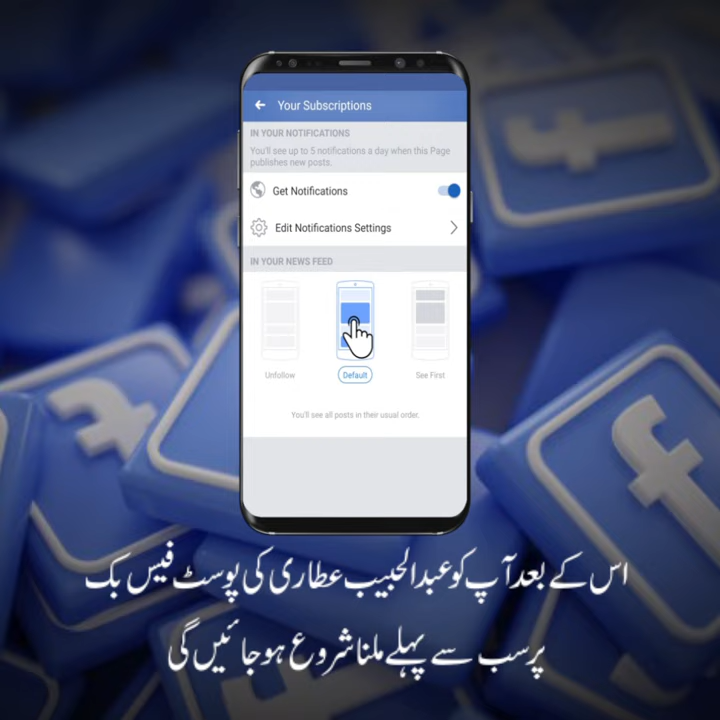 Your Subscriptions
IN YOUR NOTIFICATIONS
You'll see up to 5 notifications a day when this Page
publishes new posts.
Get Notifications
Edit Notifications Settings
IN YOUR NEWS FEED
Unfollow Default See First
You'll see all posts in their usual order.
اس کے بعد آپ کو عبدالحبیب عطاری کی پوسٹ فیس بک
پر سب سے پہلے ملنا شروع ہوجائیں گی